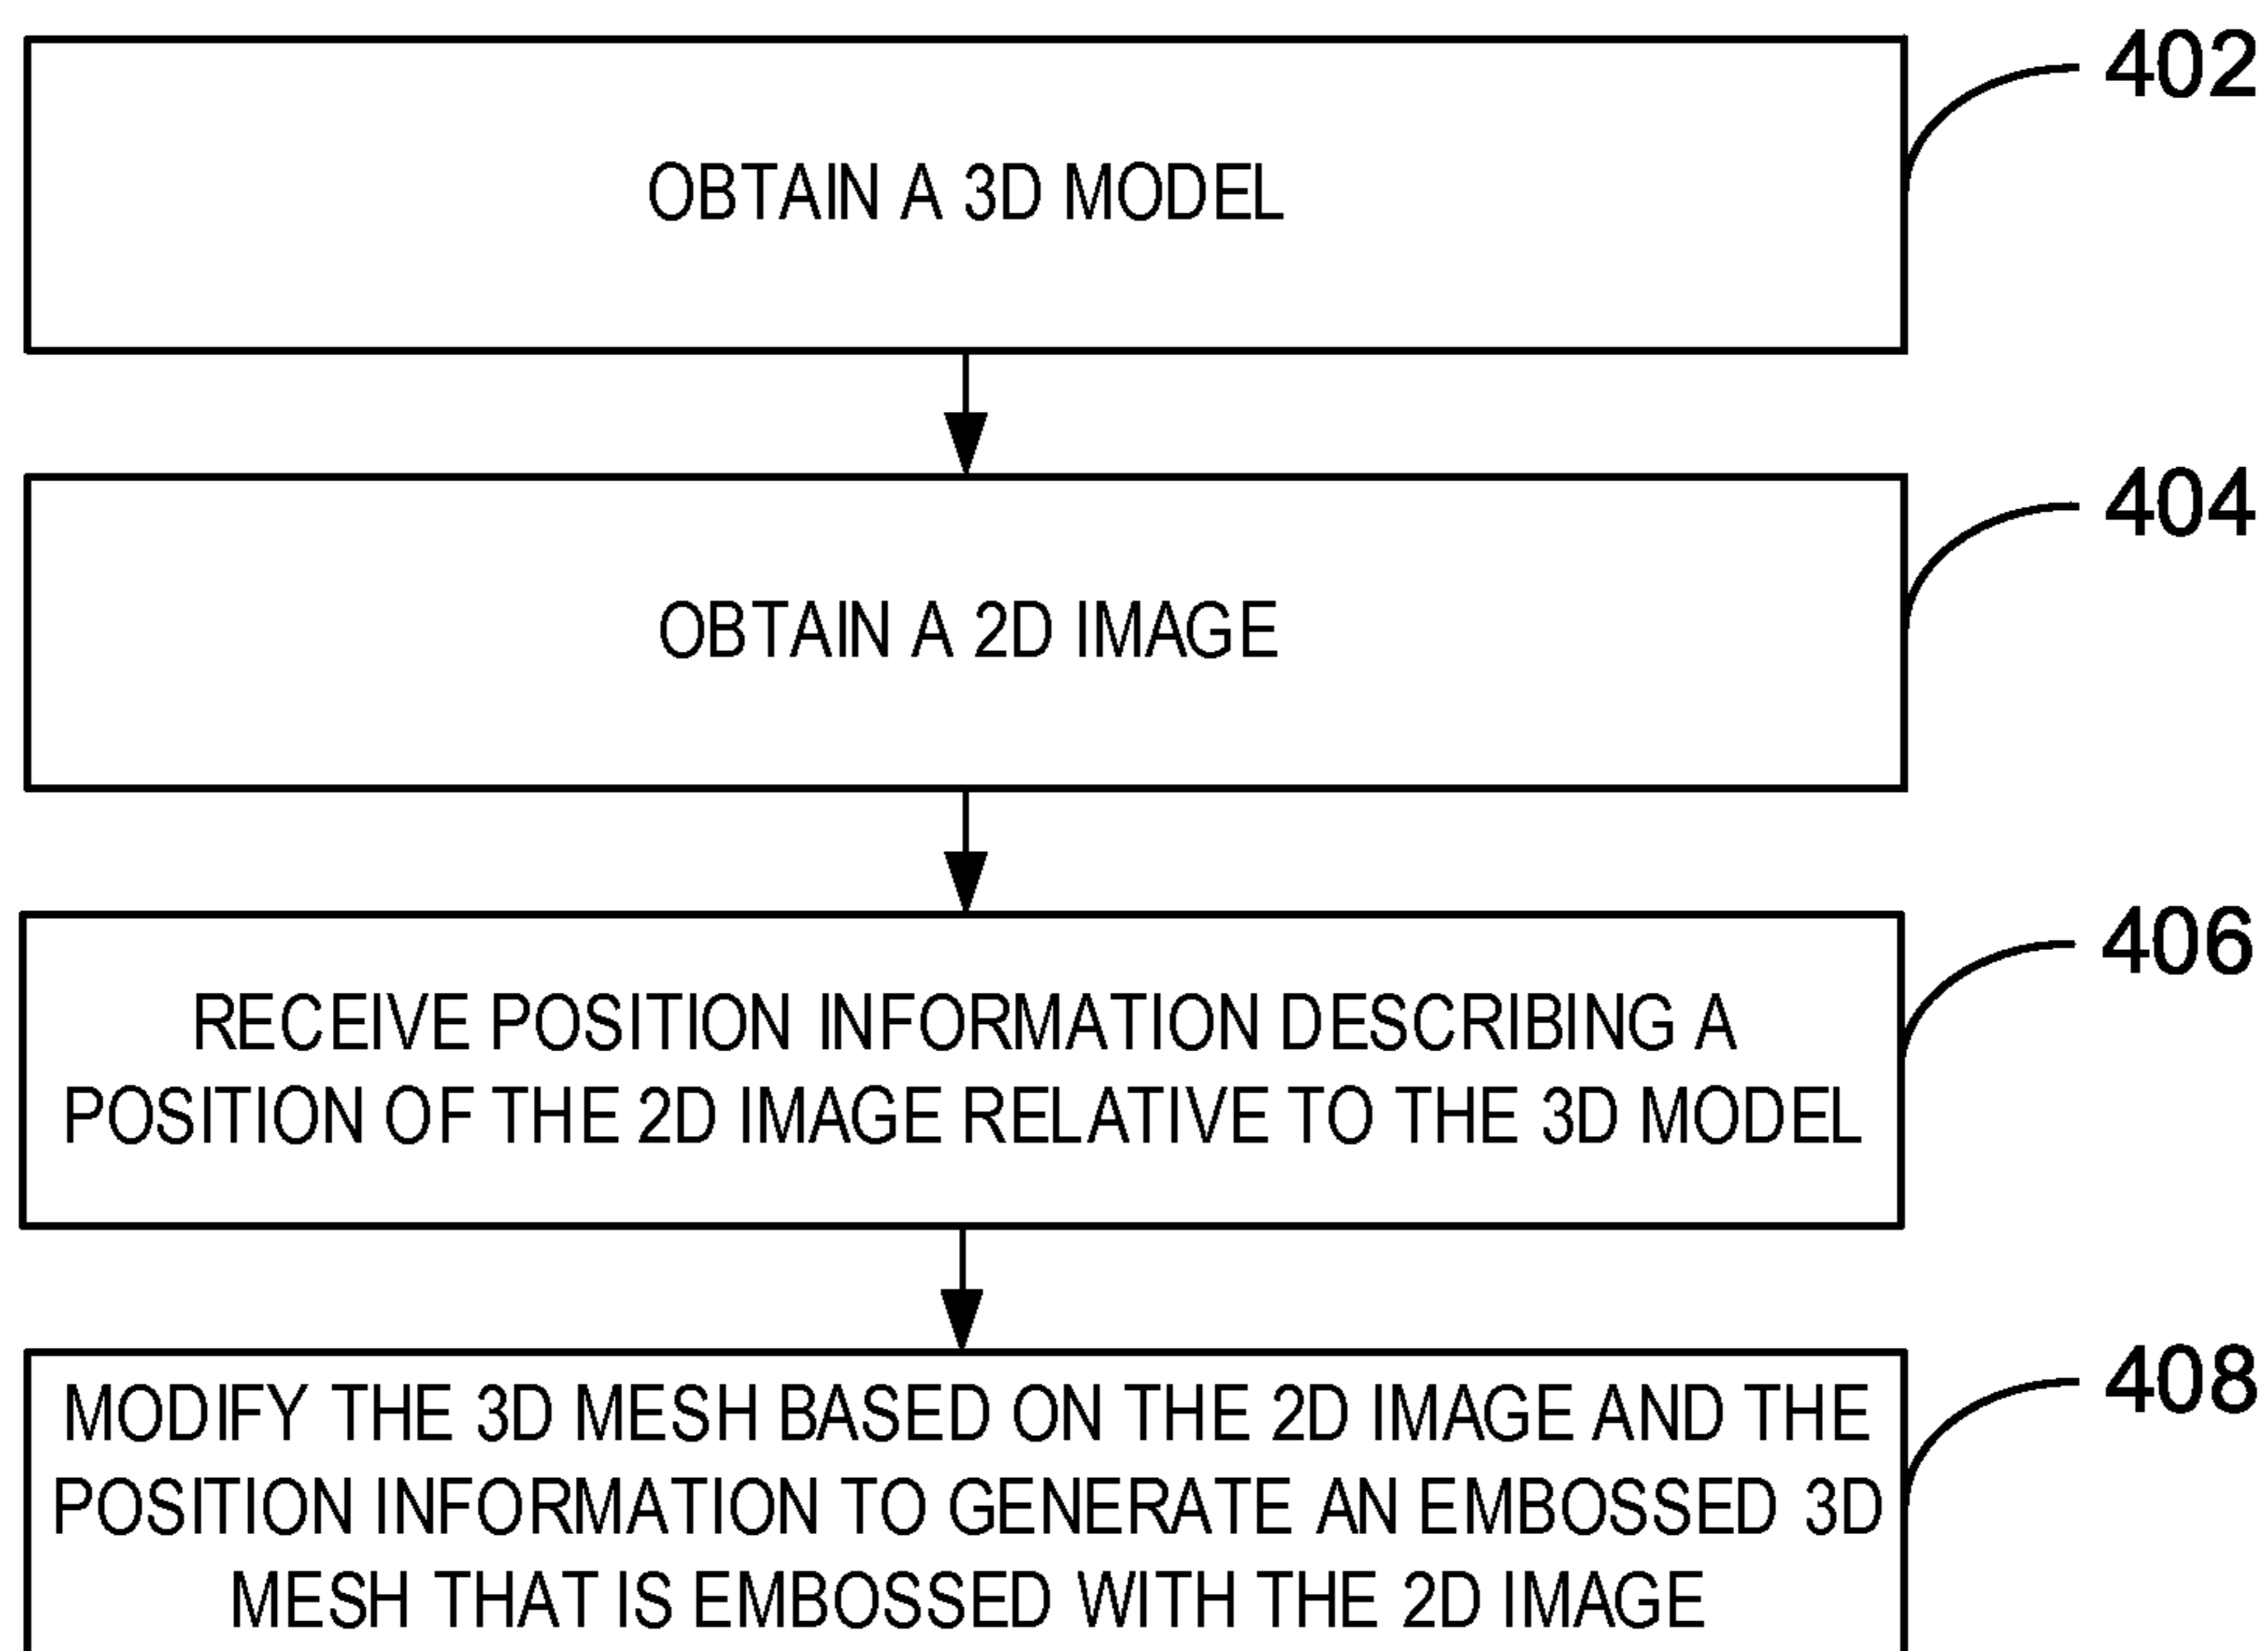 402
OBTAIN A 3D MODEL
404
OBTAIN A 2D IMAGE
406
RECEIVE POSITION INFORMATION DESCRIBING A
POSITION OF THE 2D IMAGE RELATIVE TO THE 3D MODEL
408
MODIFY THE 3D MESH BASED ON THE 2D IMAGE AND THE
POSITION INFORMATION TO GENERATE AN EMBOSSED 3D
MESH THAT IS EMBOSSED WITH THE 2D IMAGE